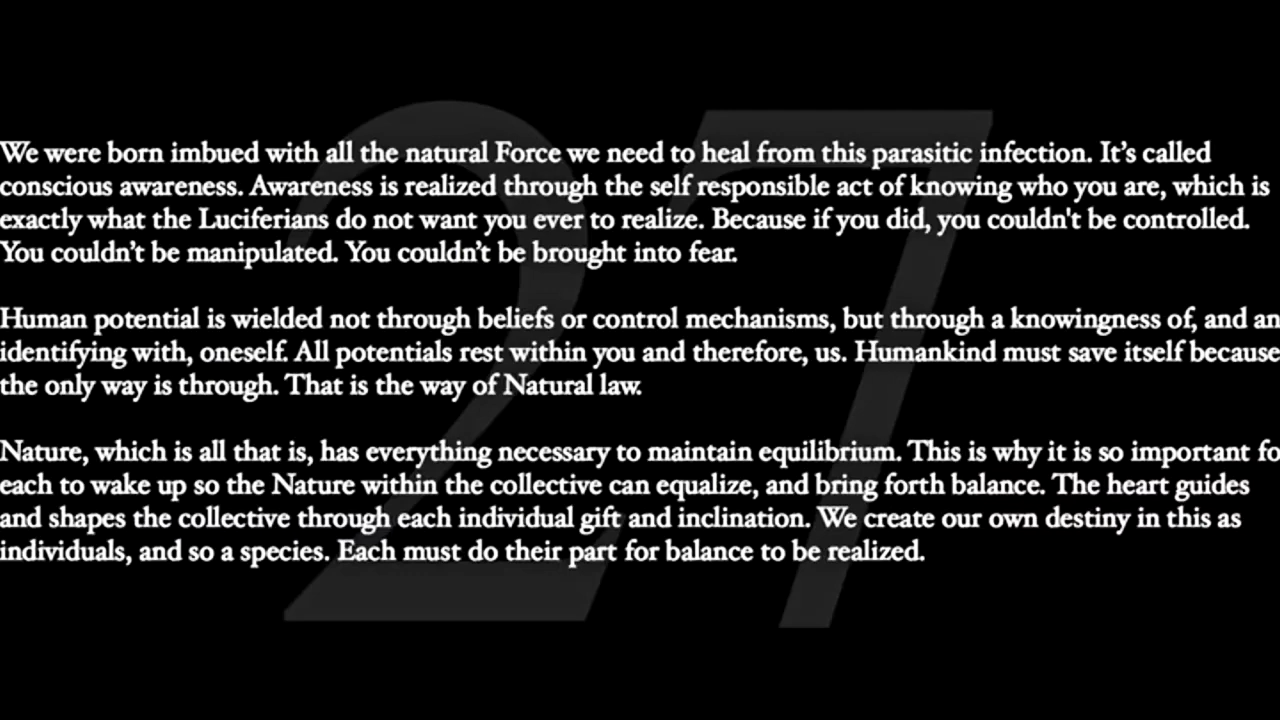 27
We were born imbued with all the natural Force we need to heal from this parasitic infection. It’s called
conscious awareness. Awareness is realized through the self responsible act of knowing who you are, which is
exactly what the Luciferians do not want you ever to realize. Because if you did, you couldn't be controlled.
You couldn’t be manipulated. You couldn’t be brought into fear.
Human potential is wielded not through beliefs or control mechanisms, but through a knowingness of, and an
identifying with, oneself. All potentials rest within you and therefore, us. Humankind must save itself because
the only way is through. That is the way of Natural law.
Nature, which is all that is, has everything necessary to maintain equilibrium. This is why it is so important fo
each to wake up so the Nature within the collective can equalize, and bring forth balance. The heart guides
and shapes the collective through each individual gift and inclination. We create our own destiny in this as
individuals, and so a species. Each must do their part for balance to be realized.